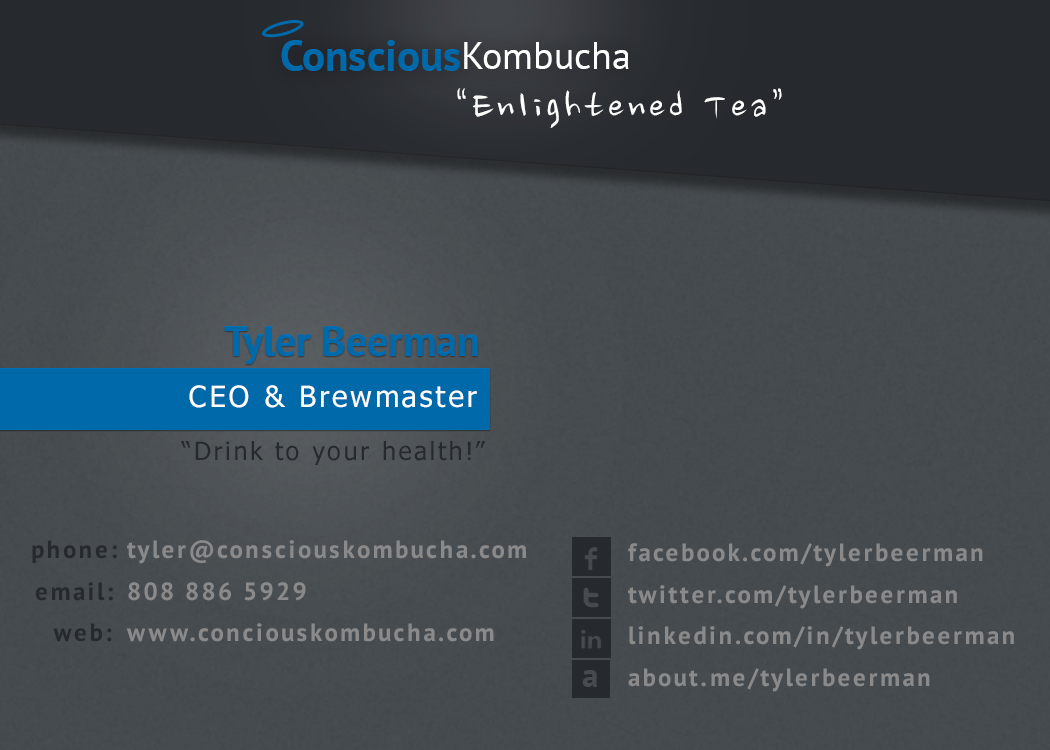 ConsciousKombucha
“Enlightened Tea”
Tyler Beerman
CEO & Brewmaster
“Drink to your health!”
phone: tyler@consciouskombucha.com
email: 808 886 5929
web: www.conciouskombucha.com
f facebook.com/tylerbeerman
t twitter.com/tylerbeerman
in linkedin.com/in/tylerbeerman
a about.me/tylerbeerman